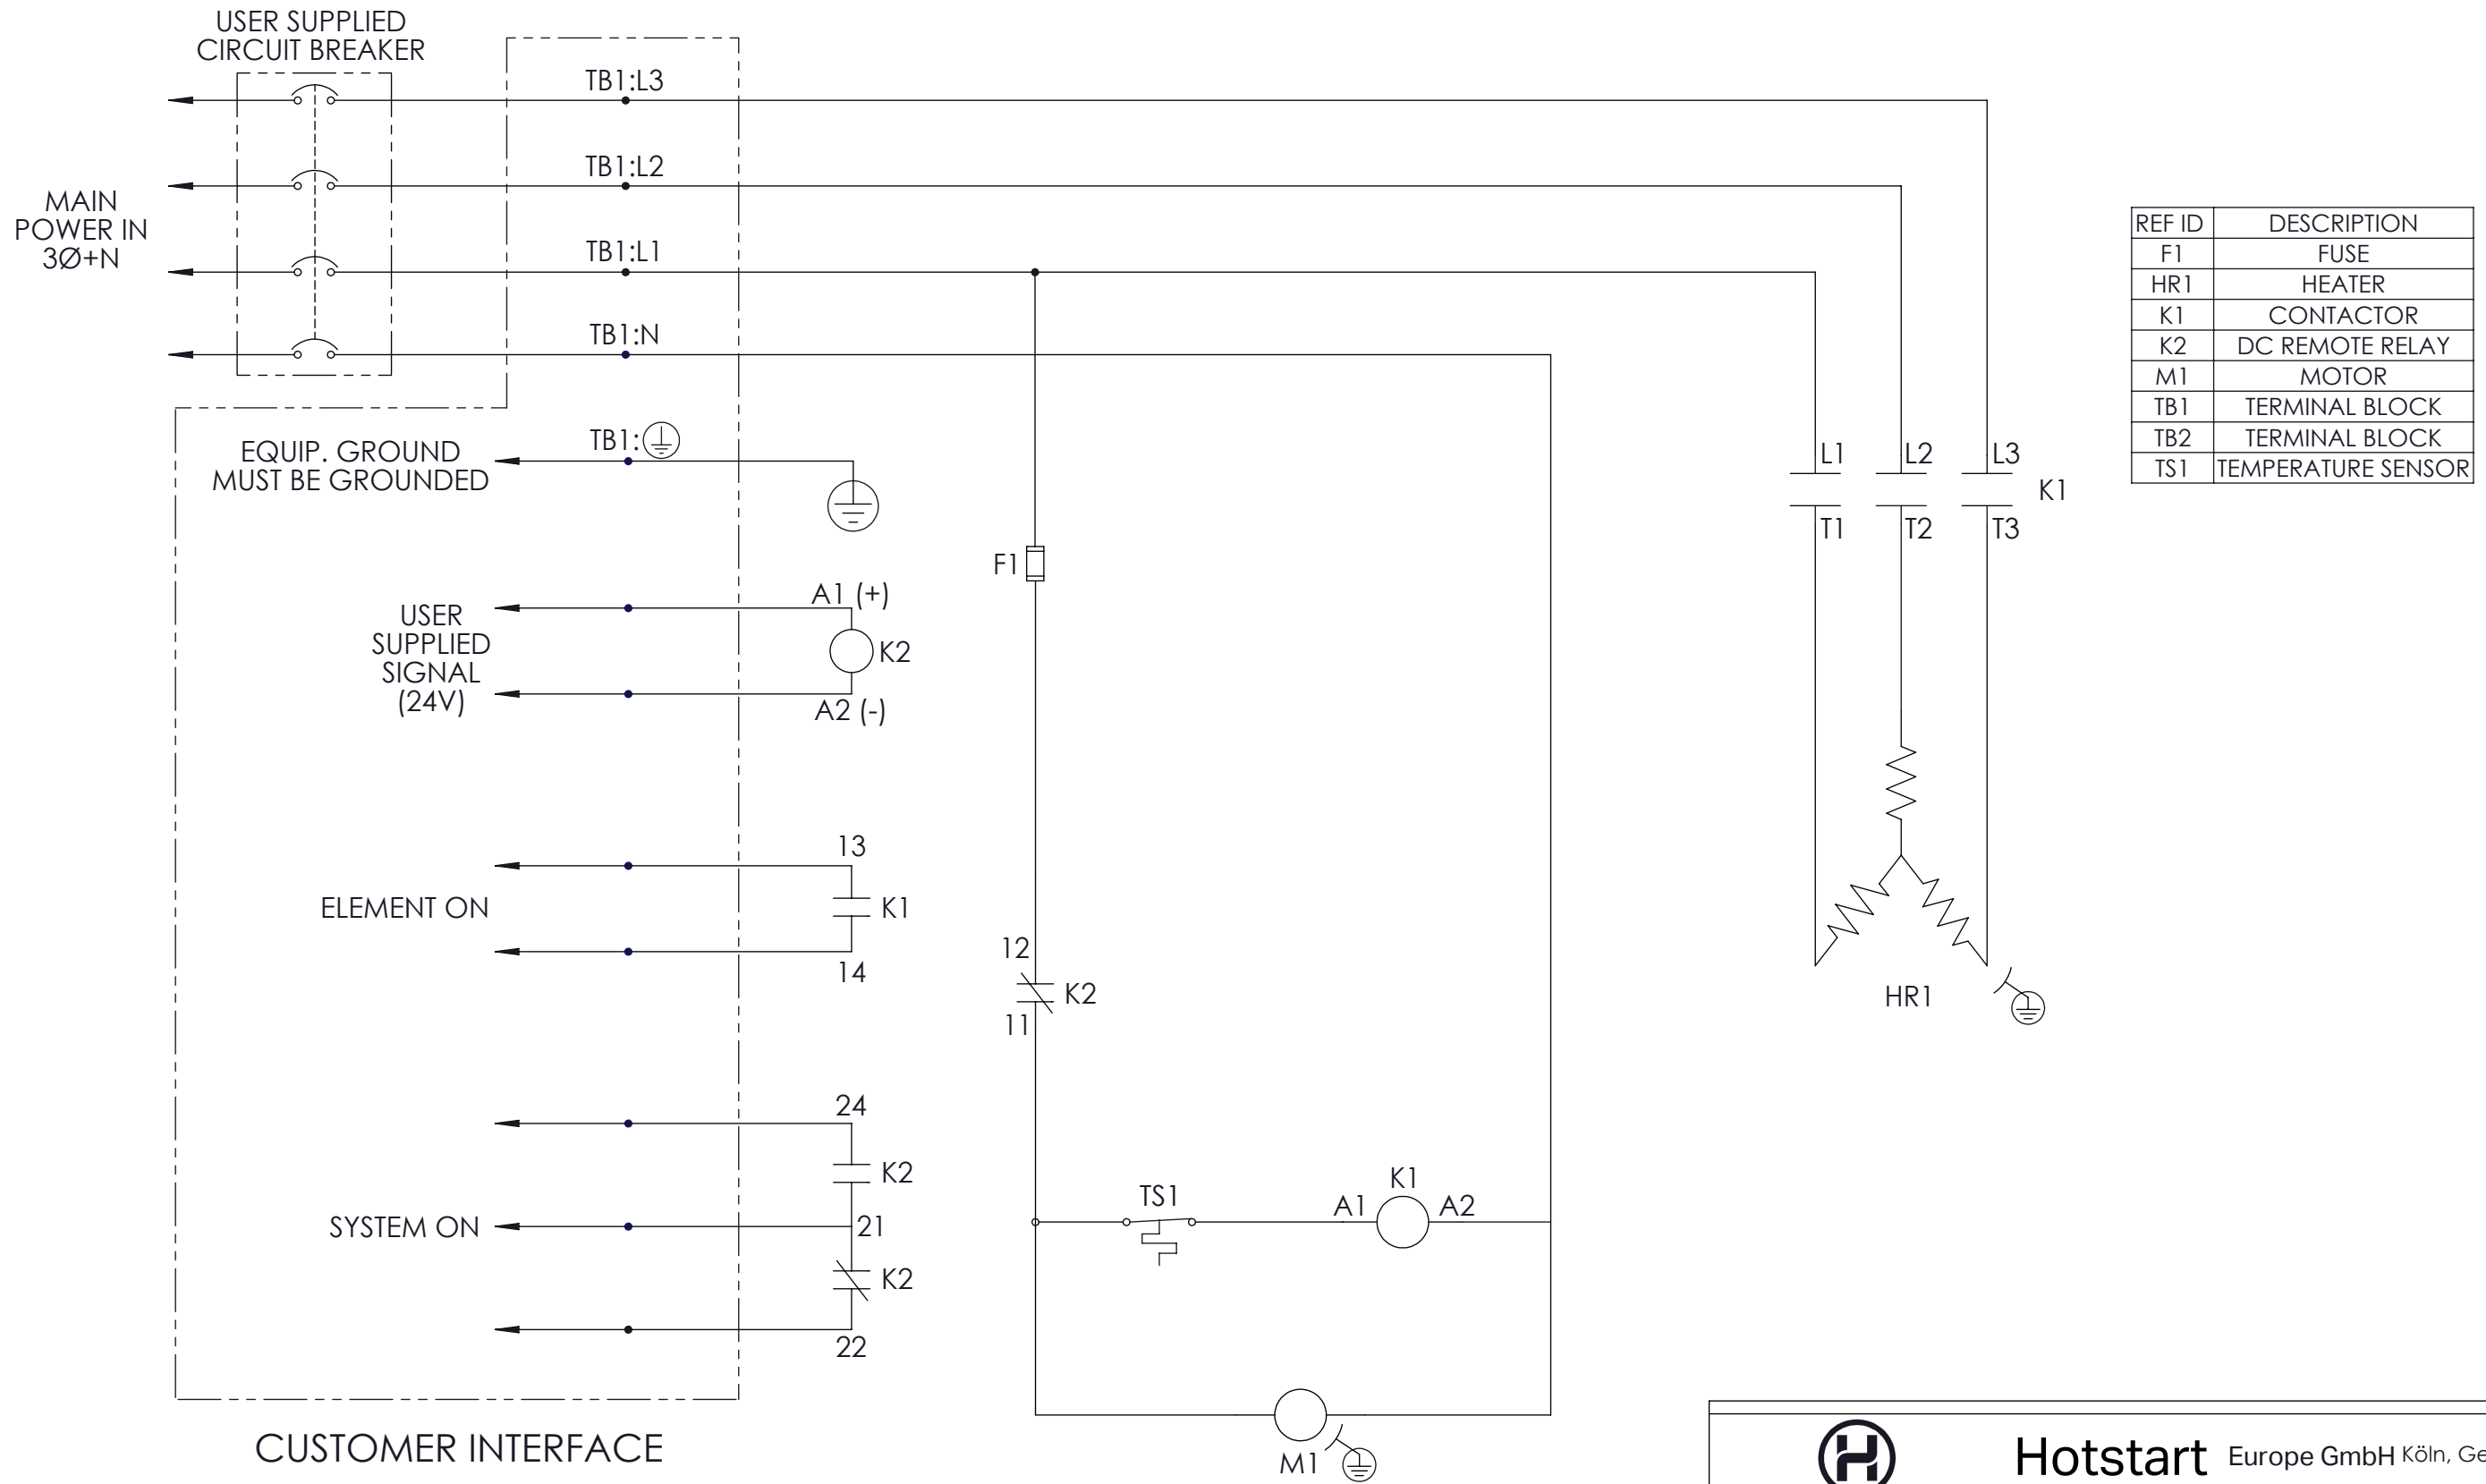 USER SUPPLIED
CIRCUIT BREAKER
TB1:L3
TB1:L2
MAIN
POWER IN
3Ø+N
TB1:L1
TB1:N
EQUIP. GROUND
MUST BE GROUNDED
TB1:
USER
SUPPLIED
SIGNAL
(24V)
A1 (+)
K2
A2 (-)
ELEMENT ON
13
K1
14
SYSTEM ON
24
K2
21
K2
22
CUSTOMER INTERFACE
F1
12
K2
11
TS1
A1
K1
A2
M1
L1
L2
L3
K1
T1
T2
T3
HR1
REF ID DESCRIPTION
F1 FUSE
HR1 HEATER
K1 CONTACTOR
K2 DC REMOTE RELAY
M1 MOTOR
TB1 TERMINAL BLOCK
TB2 TERMINAL BLOCK
TS1 TEMPERATURE SENSOR
Hotstart Europe GmbH Köln, Ge